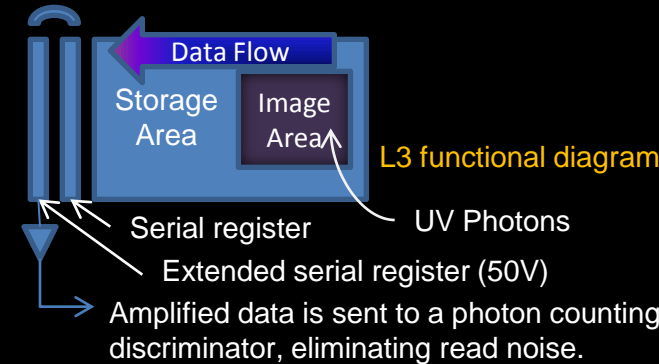 Data Flow
Storage
Area
Image
Area
L3 functional diagram
UV Photons
Serial register
Extended serial register (50V)
Amplified data is sent to a photon counting
discriminator, eliminating read noise.